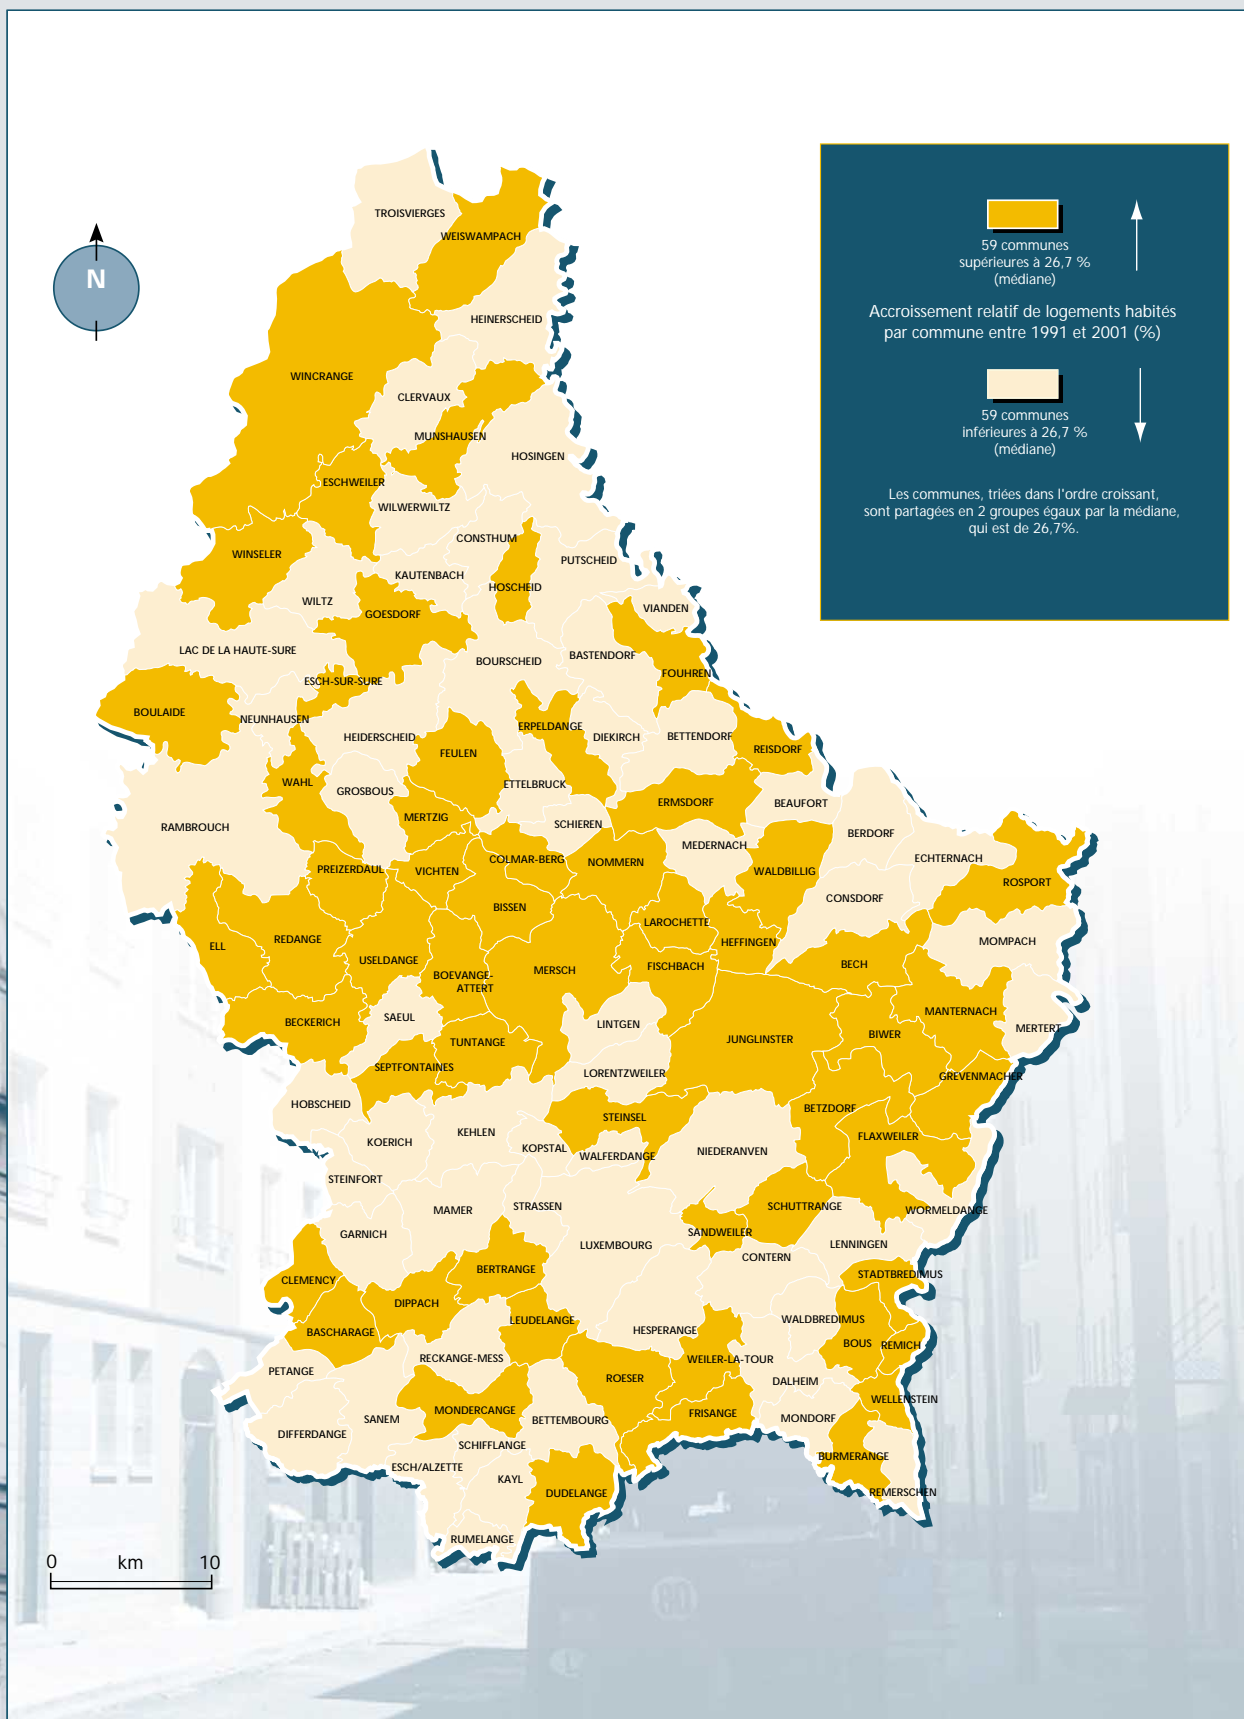 N
59 communes
supérieures à 26,7 %
(médiane)
Accroissement relatif de logements habités
par commune entre 1991 et 2001 (%)
59 communes
inférieures à 26,7 %
(médiane)
Les communes, triées dans l'ordre croissant,
sont partagées en 2 groupes égaux par la médiane,
qui est de 26,7%.
TROISVIERGES
WEISWAMPACH
HEINERSCHEID
WINCRANGE
CLERVAUX
MUNSHAUSEN
HOSINGEN
ESCHWEILER
WILWERWILTZ
CONSTHUM
WINSELER
PUTSCHEID
KAUTENBACH
HOSCHEID
WILTZ
VIANDEN
GOESDORF
LAC DE LA HAUTE-SURE
BASTENDORF
BOURSCHEID
FOUHREN
ESCH-SUR-SURE
BOULAIDE
NEUNHAUSEN
ERPELDANGE
HEIDERSCHEID
DIEKIRCH
BETTENDORF
REISDORF
FEULEN
WAHL
ETTELBRUCK
GROSBOUS
ERMSDORF
BEAUFORT
MERTZIG
RAMBROUCH
SCHIEREN
BERDORF
MEDERNACH
ECHTERNACH
COLMAR-BERG
NOMMERN
PREIZERDAUL
VICHTEN
WALDBILLIG
ROSPORT
CONSDORF
BISSEN
LAROCHETTE
REDANGE
ELL
HEFFINGEN
MOMPACH
USELDANGE
BECH
FISCHBACH
MERSCH
BOEVANGE-
ATTERT
MANTERNACH
SAEUL
BECKERICH
LINTGEN
MERTERT
BIWER
JUNGLINSTER
TUNTANGE
SEPTFONTAINES
LORENTZWEILER
GREVENMACHER
HOBSCHEID
BETZDORF
STEINSEL
KEHLEN
FLAXWEILER
KOERICH
KOPSTAL
WALFERDANGE
NIEDERANVEN
STEINFORT
STRASSEN
SCHUTTRANGE
MAMER
WORMELDANGE
GARNICH
SANDWEILER
LUXEMBOURG
LENNINGEN
CONTERN
BERTRANGE
STADTBREDIMUS
CLEMENCY
DIPPACH
LEUDELANGE
WALDBREDIMUS
BASCHARAGE
HESPERANGE
BOUS
REMICH
RECKANGE-MESS
WEILER-LA-TOUR
PETANGE
ROESER
DALHEIM
WELLENSTEIN
MONDERCANGE
FRISANGE
SANEM
BETTEMBOURG
MONDORF
DIFFERDANGE
SCHIFFLANGE
BURMERANGE
ESCH/ALZETTE
KAYL
REMERSCHEN
DUDELANGE
RUMELANGE
0 km 10